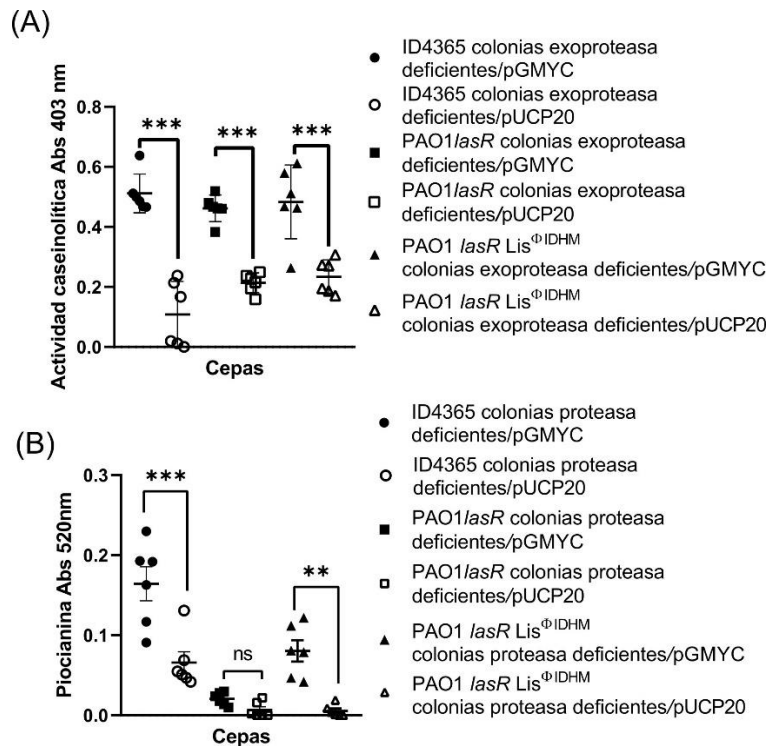 (A)
ID4365 colonias exoproteasa
deficientes/pGMYC
ID4365 colonias exoproteasa
deficientes/pUCP20
PAO1lasR colonias exoproteasa
deficientes/pGMYC
PAO1lasR colonias exoproteasa
deficientes/pUCP20
PAO1 lasR LisΦIDHM
colonias exoproteasa deficientes/pGMYC
PAO1 lasR LisΦIDHM
colonias exoproteasa deficientes/pUCP20
Actividad caseinolítica Abs 403 nm
0.8
0.6
0.4
0.2
0.0
***
***
***
Cepas
(B)
ID4365 colonias proteasa
deficientes/pGMYC
ID4365 colonias proteasa
deficientes/pUCP20
PAO1lasR colonias proteasa
deficientes/pGMYC
PAO1lasR colonias proteasa
deficientes/pUCP20
PAO1 lasR LisΦIDHM
colonias proteasa deficientes/pGMYC
PAO1 lasR LisΦIDHM
colonias proteasa deficientes/pUCP20
Piocianina Abs 520nm
0.3
0.2
0.1
0.0
***
ns
**
Cepas